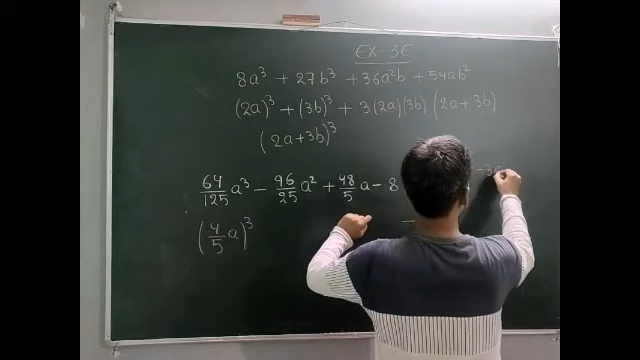 EX-3E
8a³ + 27b³ + 36a²b + 54ab²
(2a)³ + (3b)³ + 3(2a)(3b) (2a+3b)
(2a+3b)³
64/125 a³ - 96/25 a² + 48/5 a - 8
(4/5 a)³